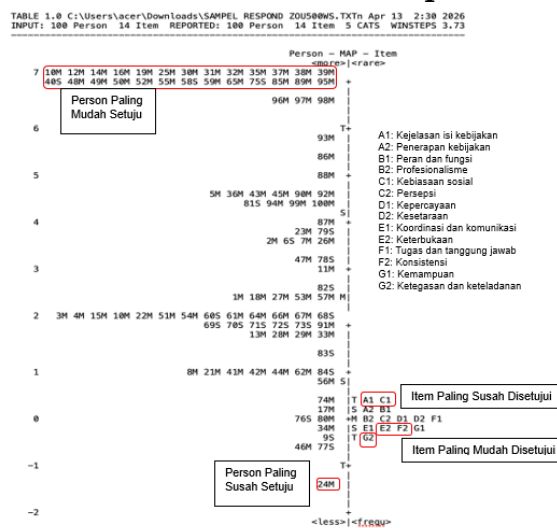 TABLE 1.0 C:\Users\acer\Downloads\SAMPEL RESPOND ZOU500WS.TXTn Apr 13 2:30 2026
INPUT: 100 Person 14 Item REPORTED: 100 Person 14 Item 5 CATS WINSTEPS 3.73
Person - MAP - Item
<more>|<rare>
7 10M 12M 14M 16M 19M 25M 30M 31M 32M 35M 37M 38M 39M
40S 48M 49M 50M 52M 55M 58S 59M 65M 75S 85M 89M 95M +
Person Paling
Mudah Setuju
96M 97M 98M |
6 T+
93M |
A1: Kejelasan isi kebijakan
A2: Penerapan kebijakan
B1: Peran dan fungsi
B2: Profesionalisme
C1: Kebiasaan sosial
C2: Persepsi
D1: Kepercayaan
D2: Kesetaraan
E1: Koordinasi dan komunikasi
E2: Keterbukaan
F1: Tugas dan tanggung jawab
F2: Konsistensi
G1: Kemampuan
G2: Ketegasan dan keteladanan
86M |
5 88M +
5M 36M 43M 45M 90M 92M |
81S 94M 99M 100M |
S|
4 87M +
23M 79S |
2M 6S 7M 26M |
47M 78S |
3 11M +
82S |
1M 18M 27M 53M 57M M|
2 3M 4M 15M 10M 22M 51M 54M 60S 61M 64M 66M 67M 68S
69S 70S 71S 72S 73S 91M +
13M 28M 29M 33M |
83S |
1 8M 21M 41M 42M 44M 62M 84S +
56M S|
74M |T A1 C1
Item Paling Susah Disetujui
17M |S A2 B1
0 76S 80M +M B2 C2 D1 D2 F1
34M |S E1 E2 F2 G1
9S |T G2
Item Paling Mudah Disetujui
46M 77S |
-1 T+
Person Paling
Susah Setuju
24M |
-2 +
<less>|<frequ>